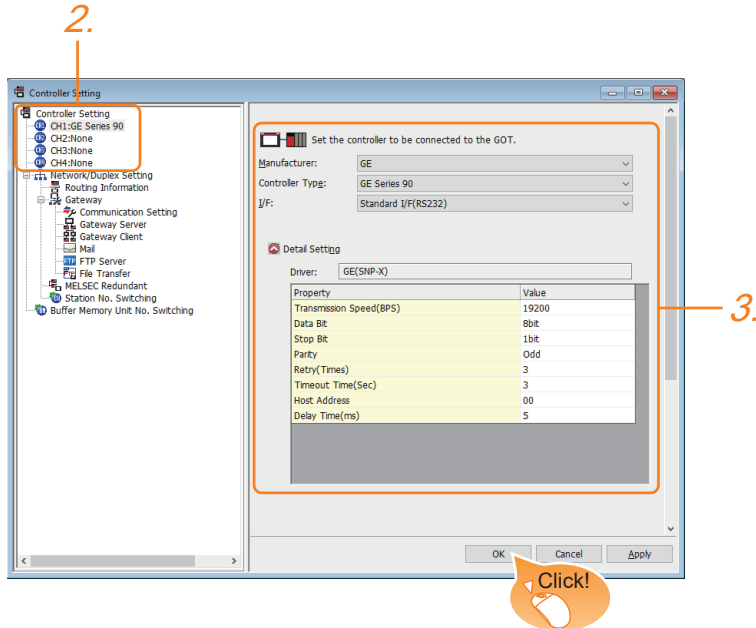 2.
Controller Setting
Controller Setting
CH1:GE Series 90
CH2:None
CH3:None
CH4:None
Network/Duplex Setting
Routing Information
Gateway
Communication Setting
Gateway Server
Gateway Client
Mail
FTP Server
File Transfer
MELSEC Redundant
Station No. Switching
Buffer Memory Unit No. Switching
Set the controller to be connected to the GOT.
Manufacturer: GE
Controller Type: GE Series 90
I/F: Standard I/F(RS232)
Detail Setting
Driver: GE(SNP-X)
Property Value
Transmission Speed(BPS) 19200
Data Bit 8bit
Stop Bit 1bit
Parity Odd
Retry(Times) 3
Timeout Time(Sec) 3
Host Address 00
Delay Time(ms) 5
3.
OK Cancel Apply
Click!